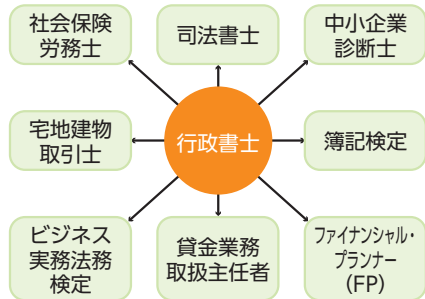 社会保険
労務士
司法書士
中小企業
診断士
宅地建物
取引士
行政書士
簿記検定
ビジネス
実務法務
検定
貸金業務
取扱主任者
ファイナンシャル・
プランナー
(FP)